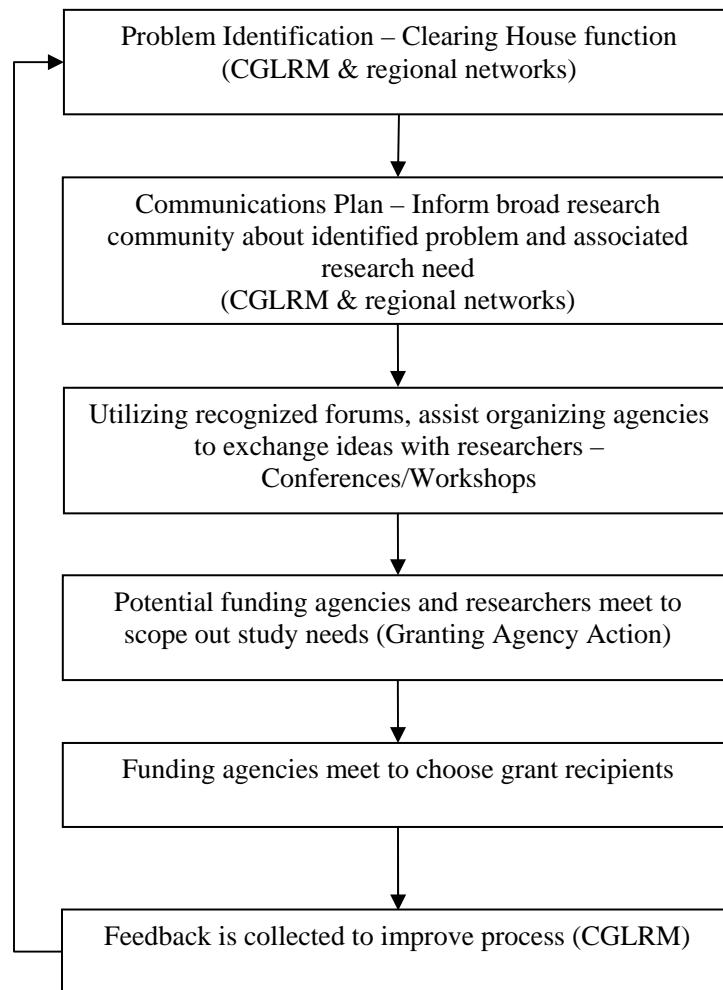 Problem Identification – Clearing House function
(CGLRM & regional networks)
Communications Plan – Inform broad research
community about identified problem and associated
research need
(CGLRM & regional networks)
Utilizing recognized forums, assist organizing agencies
to exchange ideas with researchers –
Conferences/Workshops
Potential funding agencies and researchers meet to
scope out study needs (Granting Agency Action)
Funding agencies meet to choose grant recipients
Feedback is collected to improve process (CGLRM)